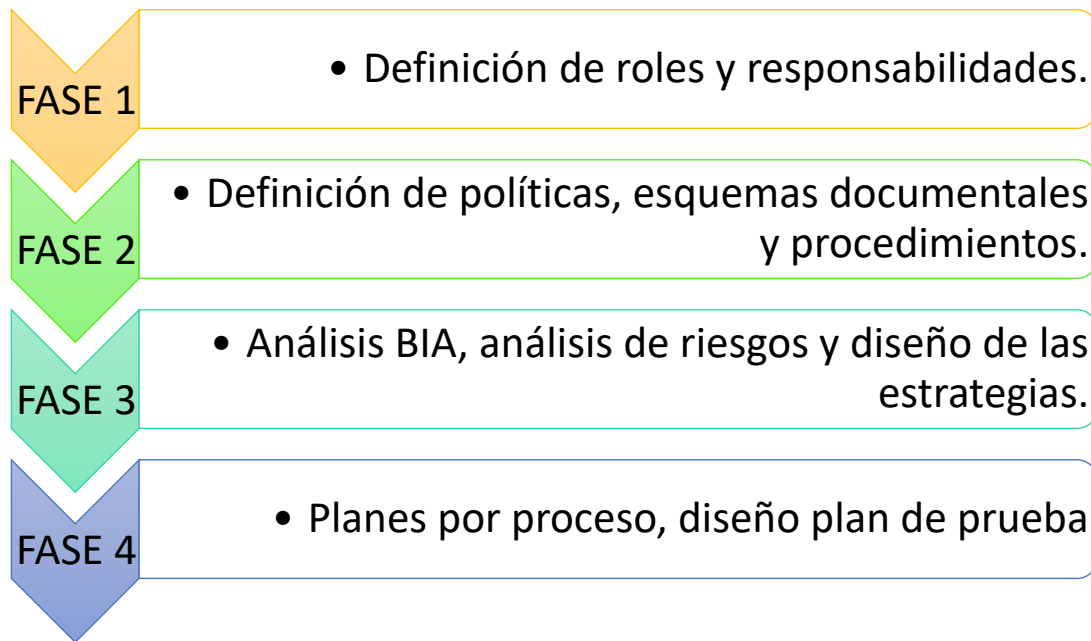 FASE 1
• Definición de roles y responsabilidades.
FASE 2
• Definición de políticas, esquemas documentales
y procedimientos.
FASE 3
• Análisis BIA, análisis de riesgos y diseño de las
estrategias.
FASE 4
• Planes por proceso, diseño plan de prueba